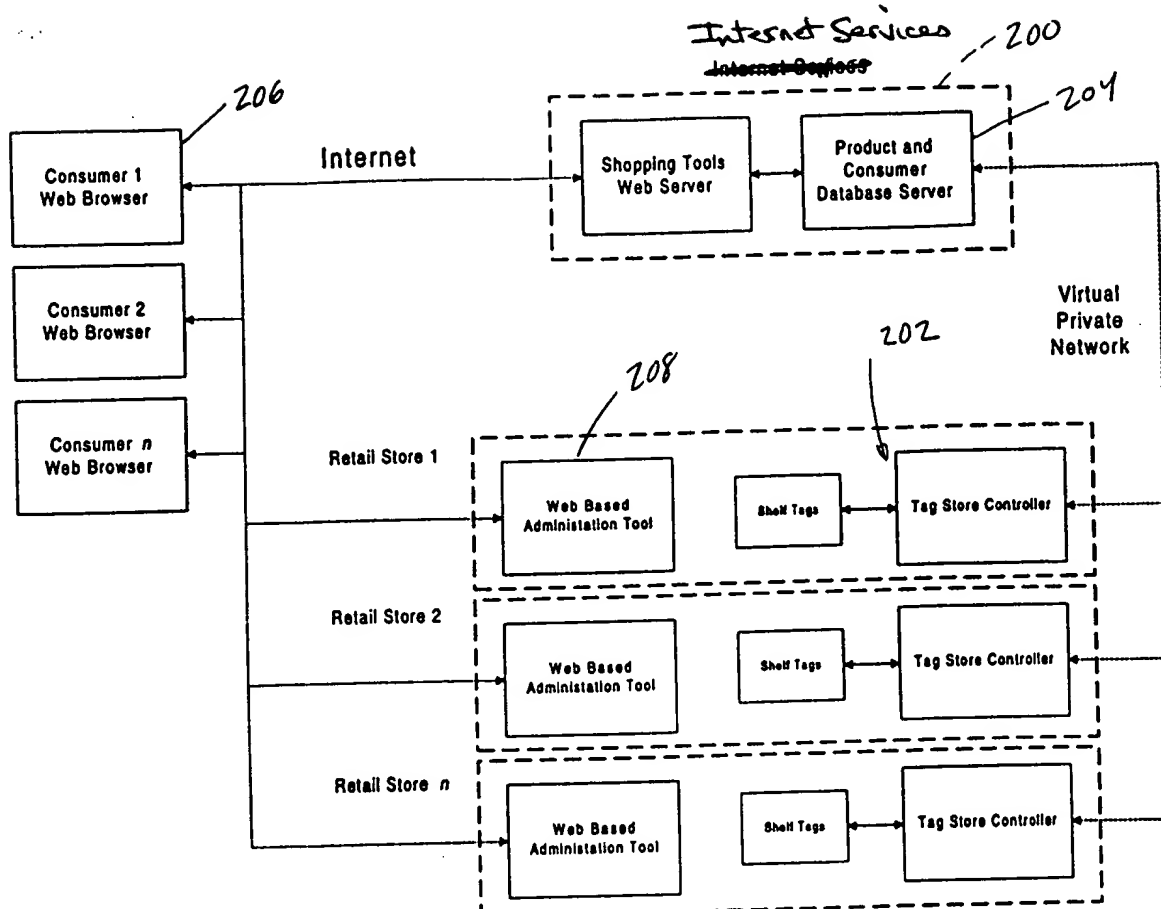 Internet Services
200
204
206
Internet
Consumer 1
Web Browser
Shopping Tools
Web Server
Product and
Consumer
Database Server
Consumer 2
Web Browser
Virtual
Private
Network
202
208
Consumer n
Web Browser
Retail Store 1
Web Based
Administation Tool
Shelf Tags
Tag Store Controller
Retail Store 2
Web Based
Administation Tool
Shelf Tags
Tag Store Controller
Retail Store n
Web Based
Administation Tool
Shelf Tags
Tag Store Controller